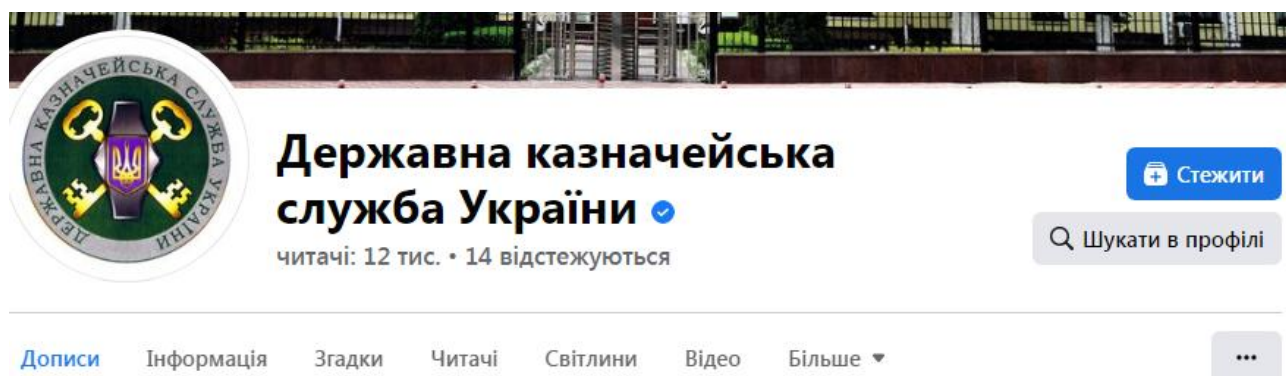 ДЕРЖАВНА КАЗНАЧЕЙСЬКА СЛУЖБА УКРАЇНИ
Державна казначейська
служба України
читачі: 12 тис. • 14 відстежуються
Стежити
Шукати в профілі
Дописи Інформація Згадки Читачі Світлини Відео Більше